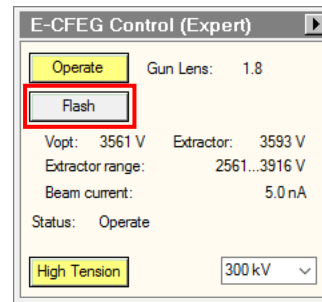 E-CFEG Control (Expert)
Operate Gun Lens: 1.8
Flash
Vopt: 3561 V Extractor: 3593 V
Extractor range: 2561...3916 V
Beam current: 5.0 nA
Status: Operate
High Tension 300 kV